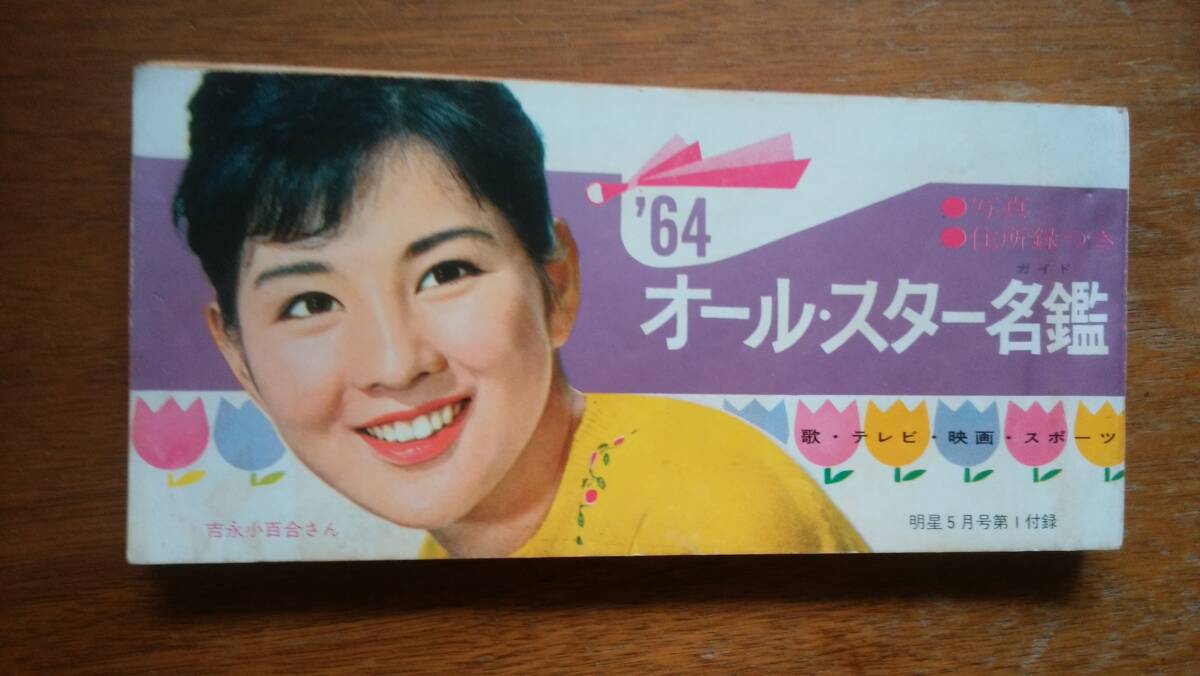 '64
●写真
●住所録つき
ガイド
オール・スター名鑑
歌・テレビ・映画・スポーツ
吉永小百合さん
明星5月号第1付録